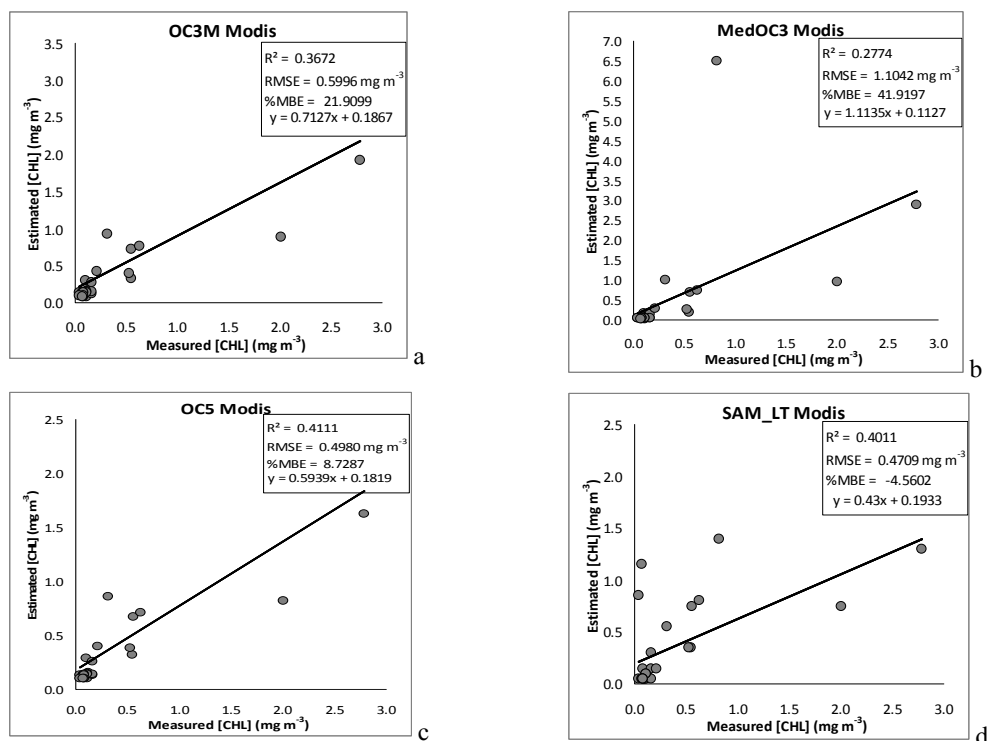 OC3M Modis
R² = 0.3672
RMSE = 0.5996 mg m⁻³
%MBE = 21.9099
y = 0.7127x + 0.1867
Estimated [CHL] (mg m⁻³)
3.5
3.0
2.5
2.0
1.5
1.0
0.5
0.0
0.0 0.5 1.0 1.5 2.0 2.5 3.0
Measured [CHL] (mg m⁻³)
a
MedOC3 Modis
R² = 0.2774
RMSE = 1.1042 mg m⁻³
%MBE = 41.9197
y = 1.1135x + 0.1127
Estimated [CHL] (mg m⁻³)
7.0
6.5
6.0
5.5
5.0
4.5
4.0
3.5
3.0
2.5
2.0
1.5
1.0
0.5
0.0
0.0 0.5 1.0 1.5 2.0 2.5 3.0
Measured [CHL] (mg m⁻³)
b
OC5 Modis
R² = 0.4111
RMSE = 0.4980 mg m⁻³
%MBE = 8.7287
y = 0.5939x + 0.1819
Estimated [CHL] (mg m⁻³)
2.5
2.0
1.5
1.0
0.5
0.0
0.0 0.5 1.0 1.5 2.0 2.5 3.0
Measured [CHL] (mg m⁻³)
c
SAM_LT Modis
R² = 0.4011
RMSE = 0.4709 mg m⁻³
%MBE = -4.5602
y = 0.43x + 0.1933
Estimated [CHL] (mg m⁻³)
2.5
2.0
1.5
1.0
0.5
0.0
0.0 0.5 1.0 1.5 2.0 2.5 3.0
Measured [CHL] (mg m⁻³)
d